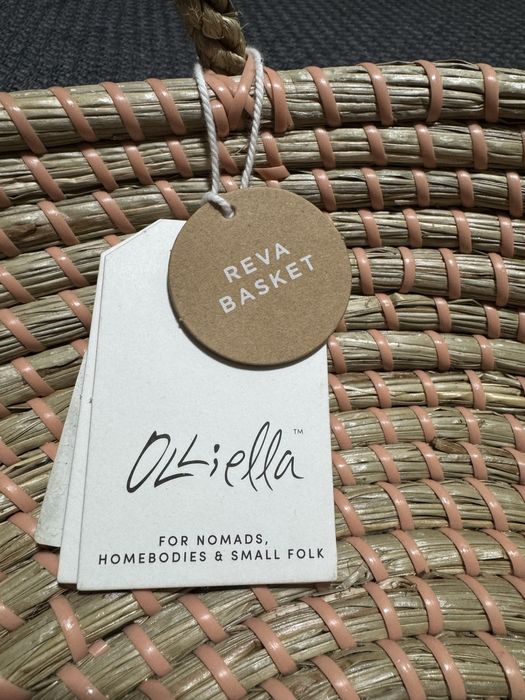 REVA
BASKET
OLLiella™
FOR NOMADS,
HOMEBODIES & SMALL FOLK